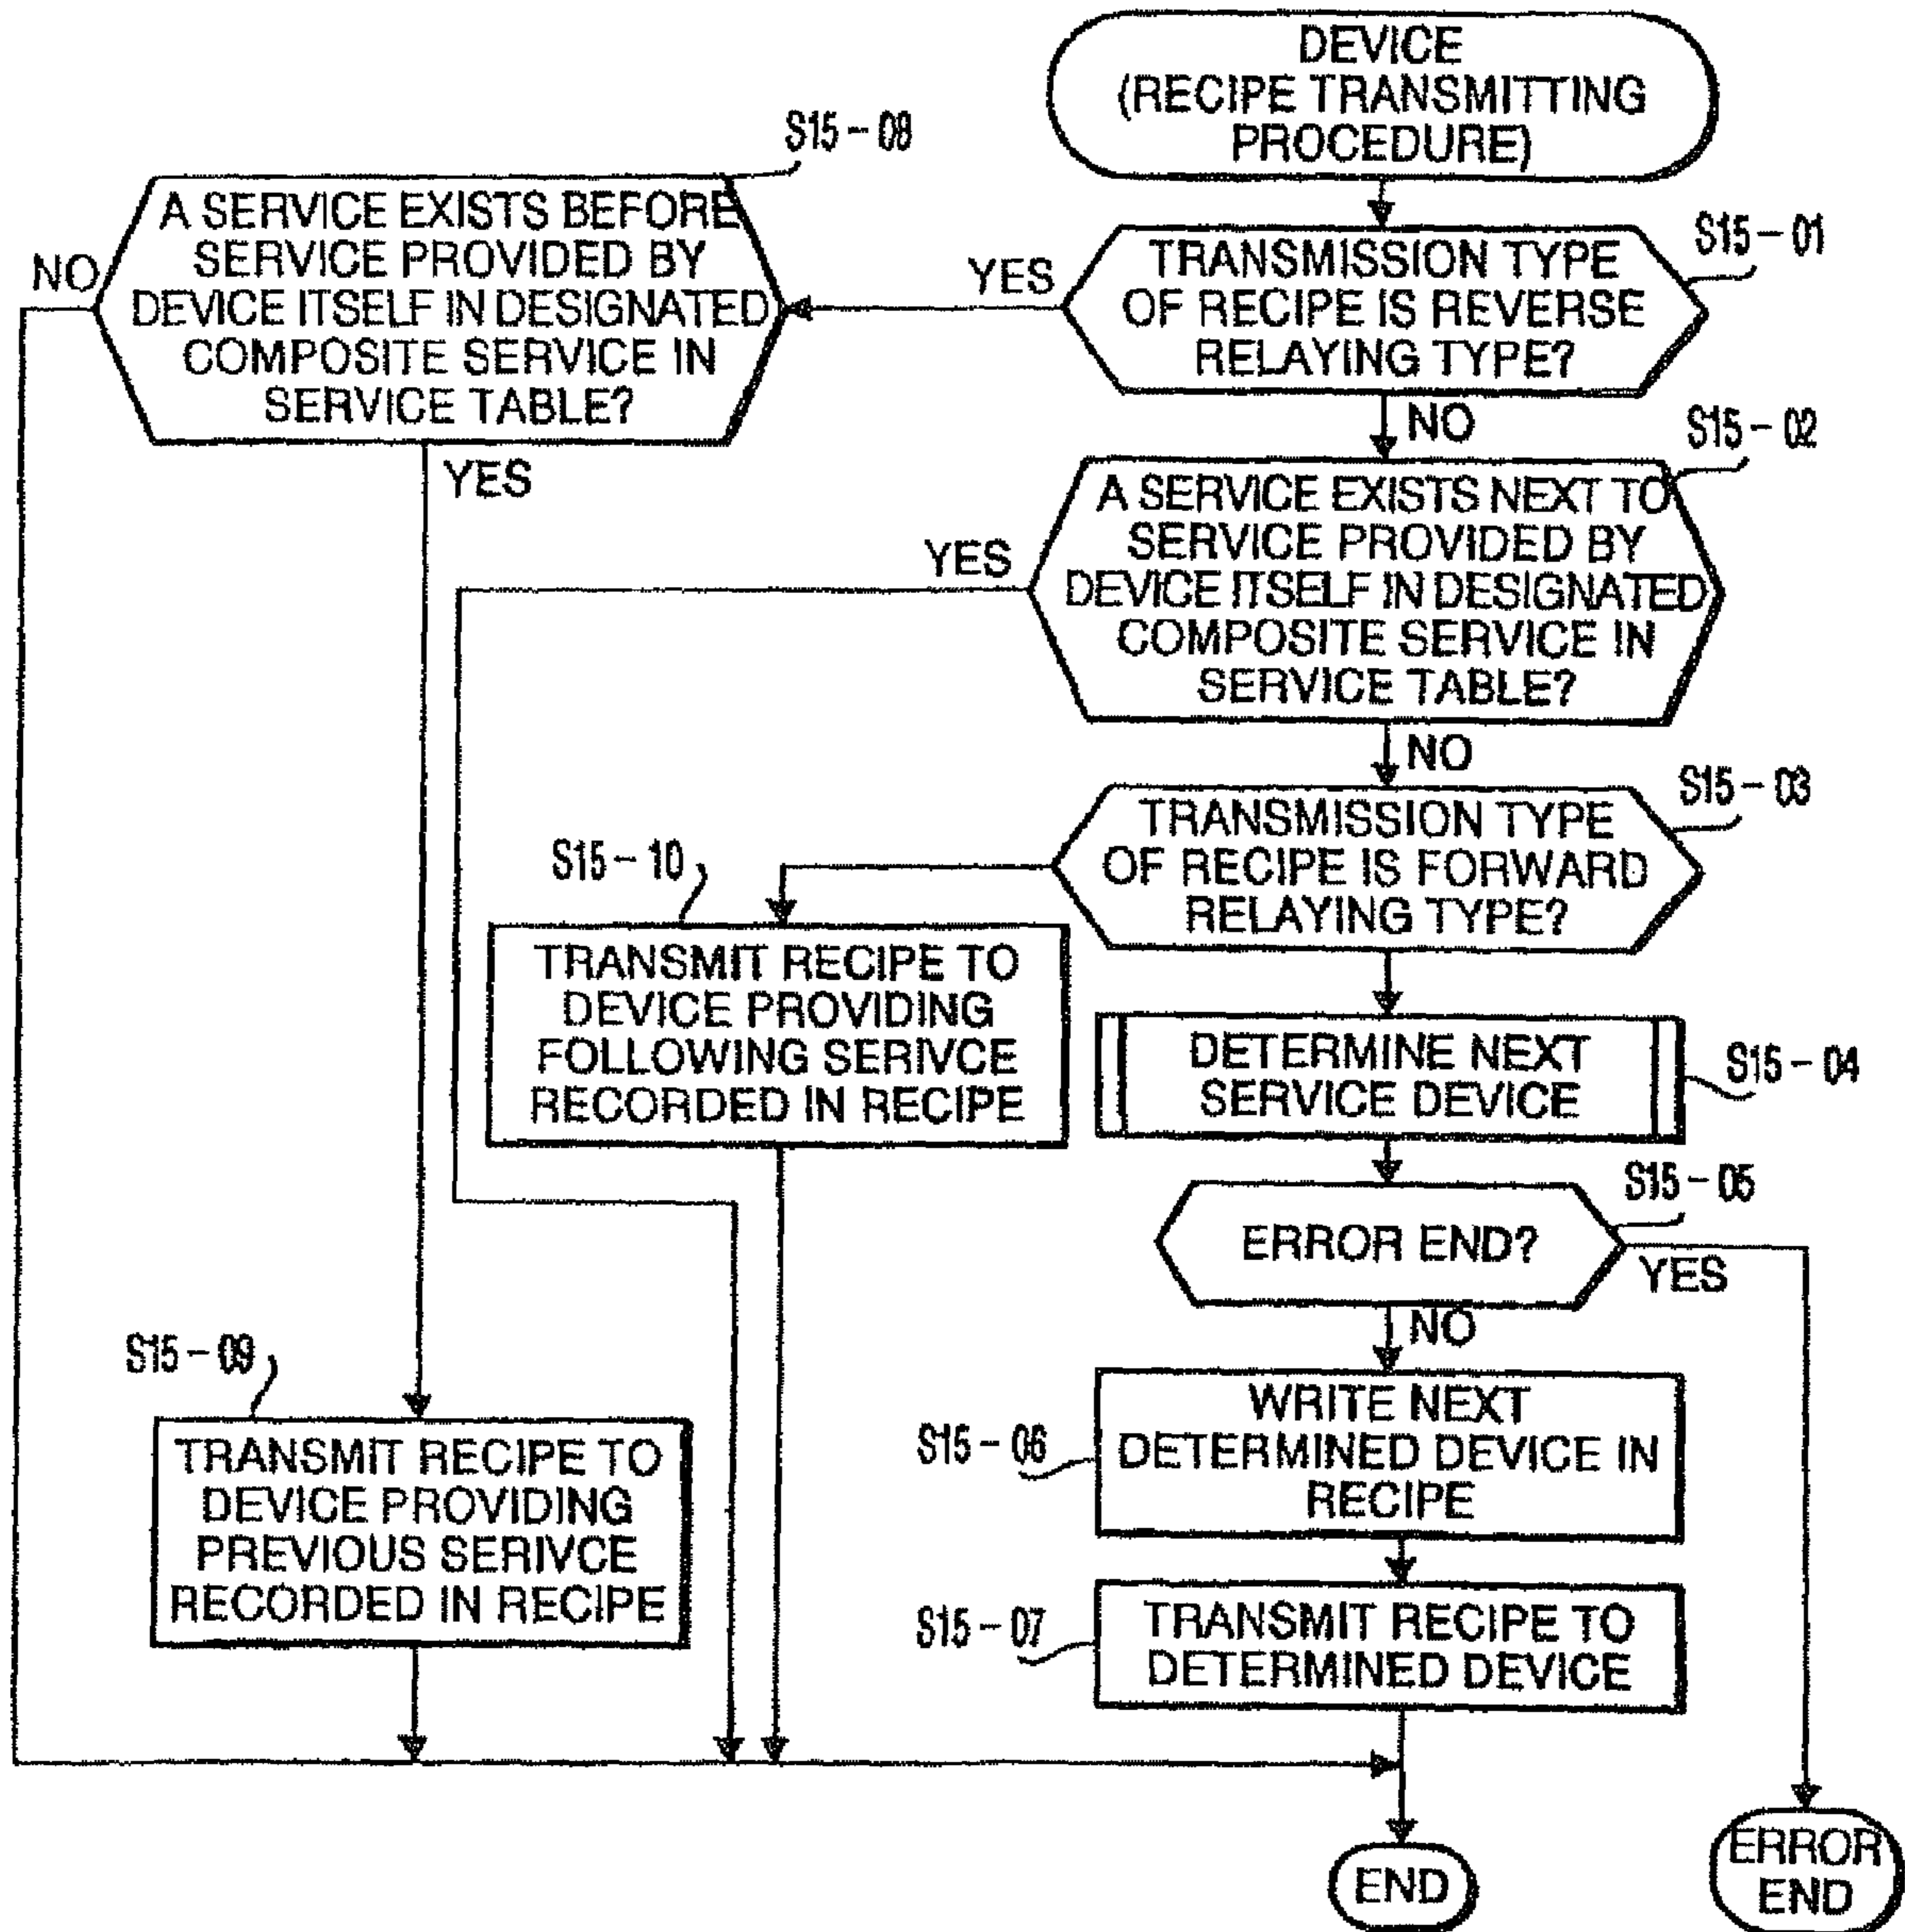 DEVICE
(RECIPE TRANSMITTING
PROCEDURE)
S15-08
A SERVICE EXISTS BEFORE
SERVICE PROVIDED BY
DEVICE ITSELF IN DESIGNATED
COMPOSITE SERVICE IN
SERVICE TABLE?
NO
YES
S15-01
TRANSMISSION TYPE
OF RECIPE IS REVERSE
RELAYING TYPE?
YES
NO
S15-02
A SERVICE EXISTS NEXT TO
SERVICE PROVIDED BY
DEVICE ITSELF IN DESIGNATED
COMPOSITE SERVICE IN
SERVICE TABLE?
YES
NO
S15-03
TRANSMISSION TYPE
OF RECIPE IS FORWARD
RELAYING TYPE?
S15-10
TRANSMIT RECIPE TO
DEVICE PROVIDING
FOLLOWING SERIVCE
RECORDED IN RECIPE
DETERMINE NEXT
SERVICE DEVICE
S15-04
S15-05
ERROR END?
YES
NO
S15-09
TRANSMIT RECIPE TO
DEVICE PROVIDING
PREVIOUS SERIVCE
RECORDED IN RECIPE
S15-06
WRITE NEXT
DETERMINED DEVICE IN
RECIPE
S15-07
TRANSMIT RECIPE TO
DETERMINED DEVICE
END
ERROR
END